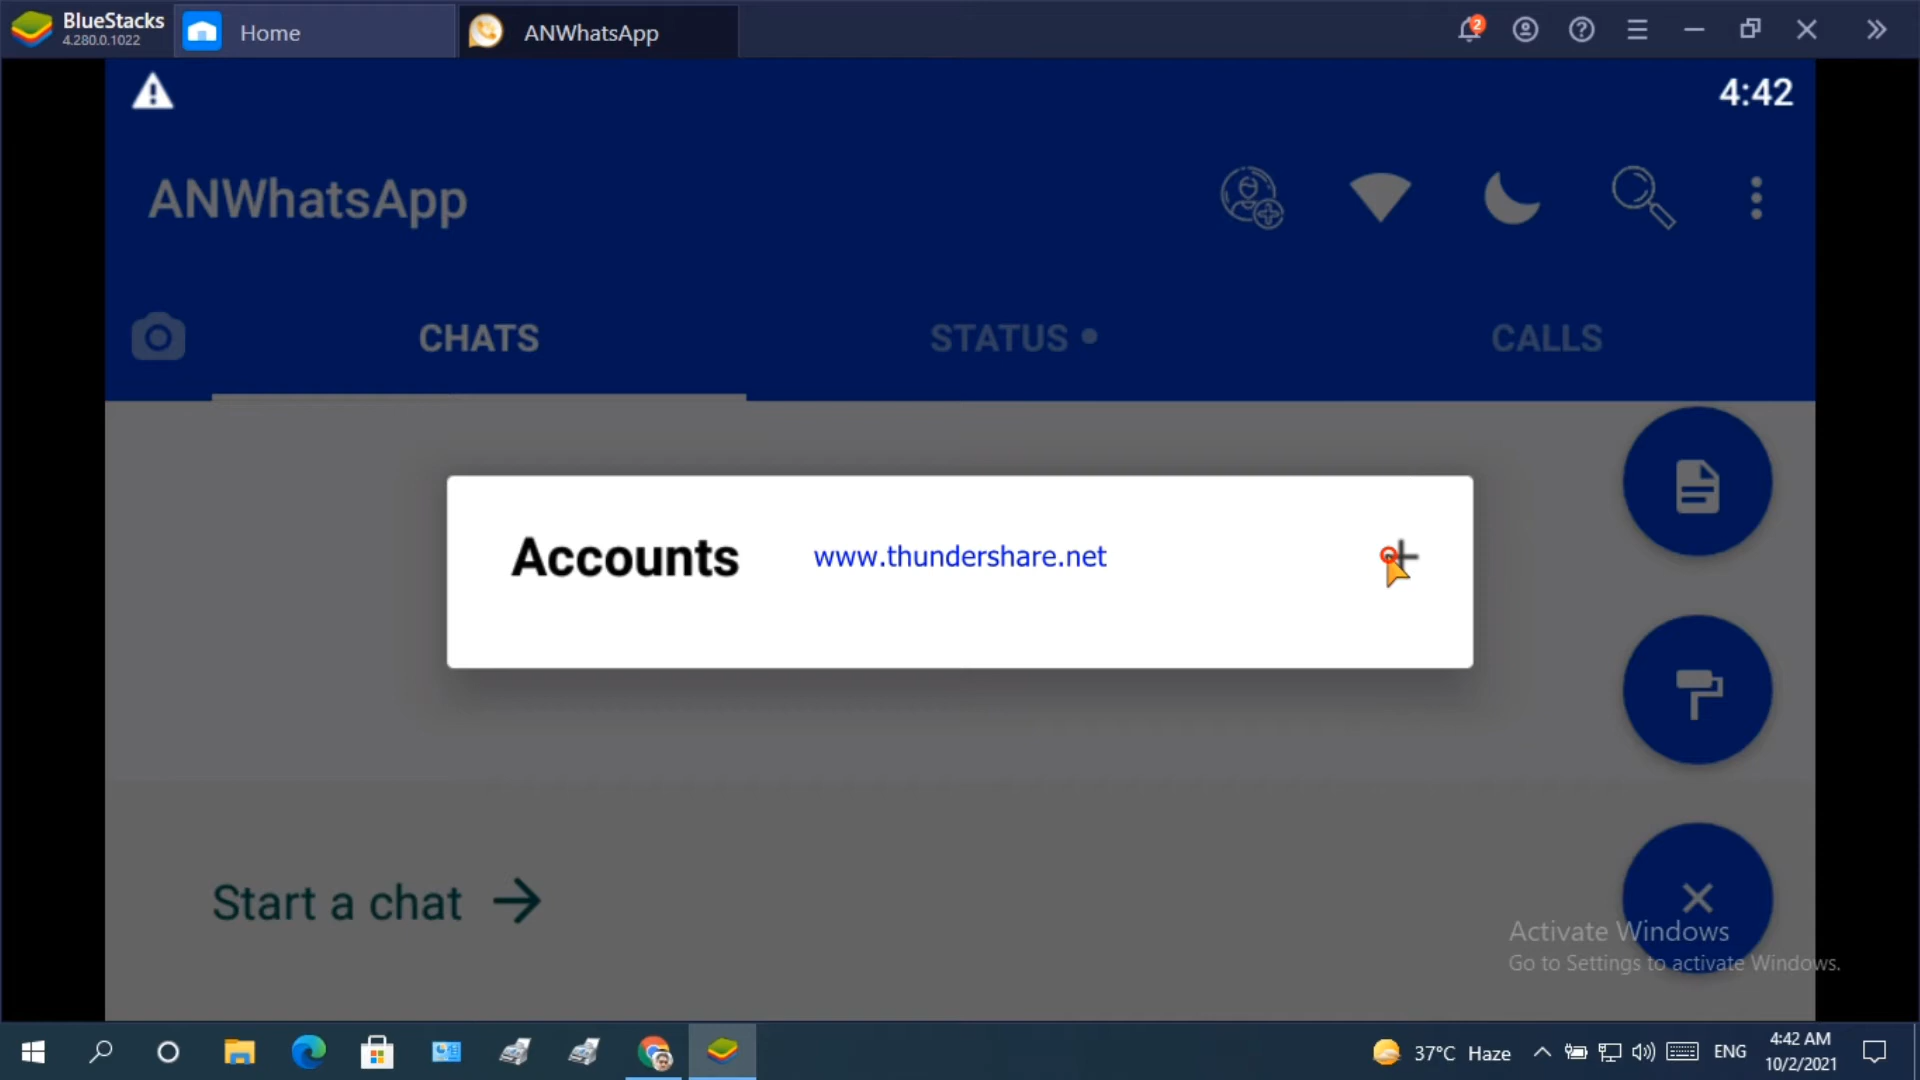 BlueStacks
4.280.0.1022
Home
ANWhatsApp
2
4:42
ANWhatsApp
CHATS
STATUS
CALLS
Accounts
www.thundershare.net
Start a chat
Activate Windows
Go to Settings to activate Windows.
37°C Haze
ENG
4:42 AM
10/2/2021